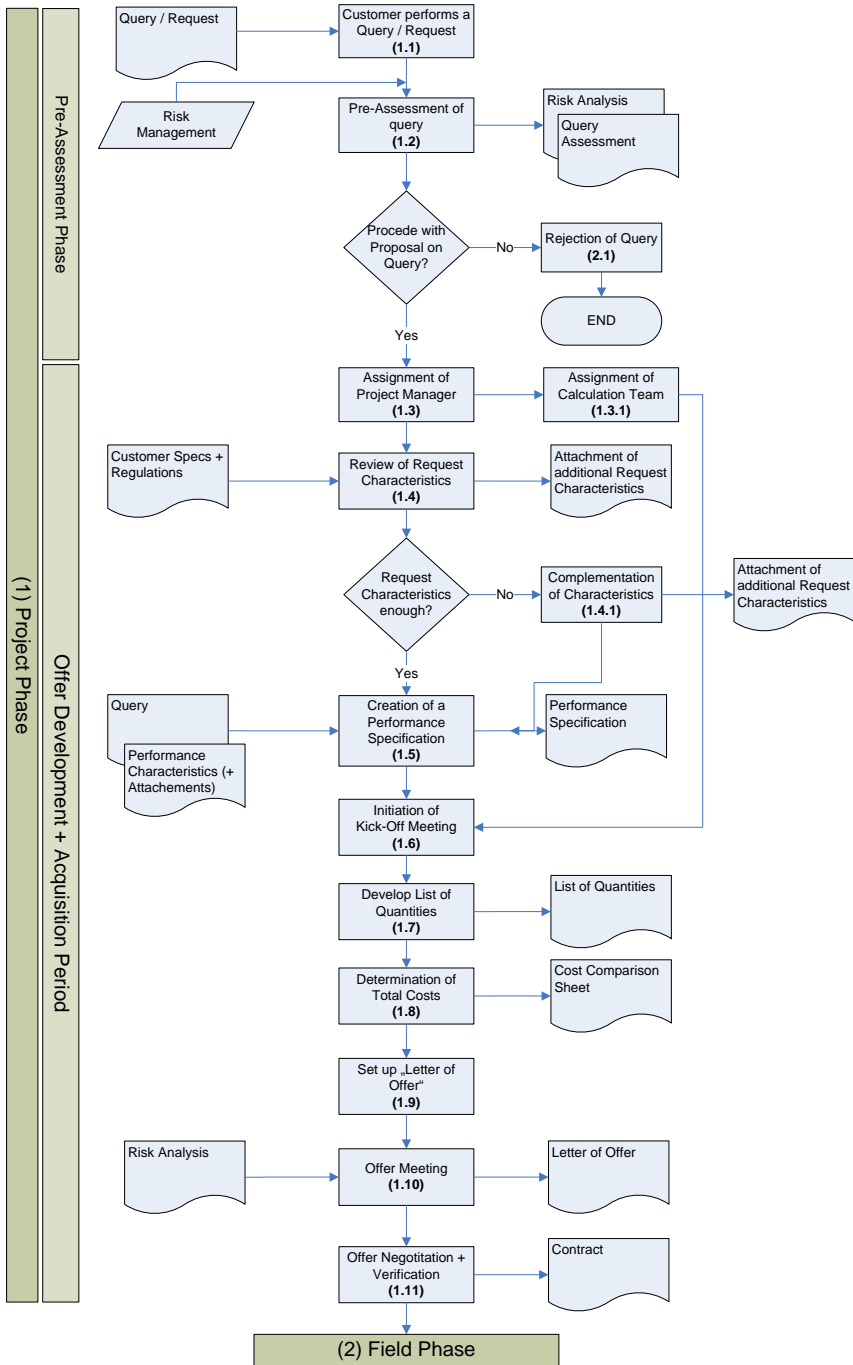 Query / Request
Customer performs a
Query / Request
(1.1)
Risk
Management
Pre-Assessment of
query
(1.2)
Risk Analysis
Query
Assessment
Pre-Assessment Phase
Procede with
Proposal on
Query?
No
Rejection of Query
(2.1)
END
Yes
Assignment of
Project Manager
(1.3)
Assignment of
Calculation Team
(1.3.1)
Customer Specs +
Regulations
Review of Request
Characteristics
(1.4)
Attachment of
additional Request
Characteristics
(1) Project Phase
Offer Development + Acquisition Period
Request
Characteristics
enough?
No
Complementation
of Characteristics
(1.4.1)
Attachment of
additional Request
Characteristics
Yes
Query
Performance
Characteristics (+
Attachements)
Creation of a
Performance
Specification
(1.5)
Performance
Specification
Initiation of
Kick-Off Meeting
(1.6)
Develop List of
Quantities
(1.7)
List of Quantities
Determination of
Total Costs
(1.8)
Cost Comparison
Sheet
Set up „Letter of
Offer“
(1.9)
Risk Analysis
Offer Meeting
(1.10)
Letter of Offer
Offer Negotitation +
Verification
(1.11)
Contract
(2) Field Phase